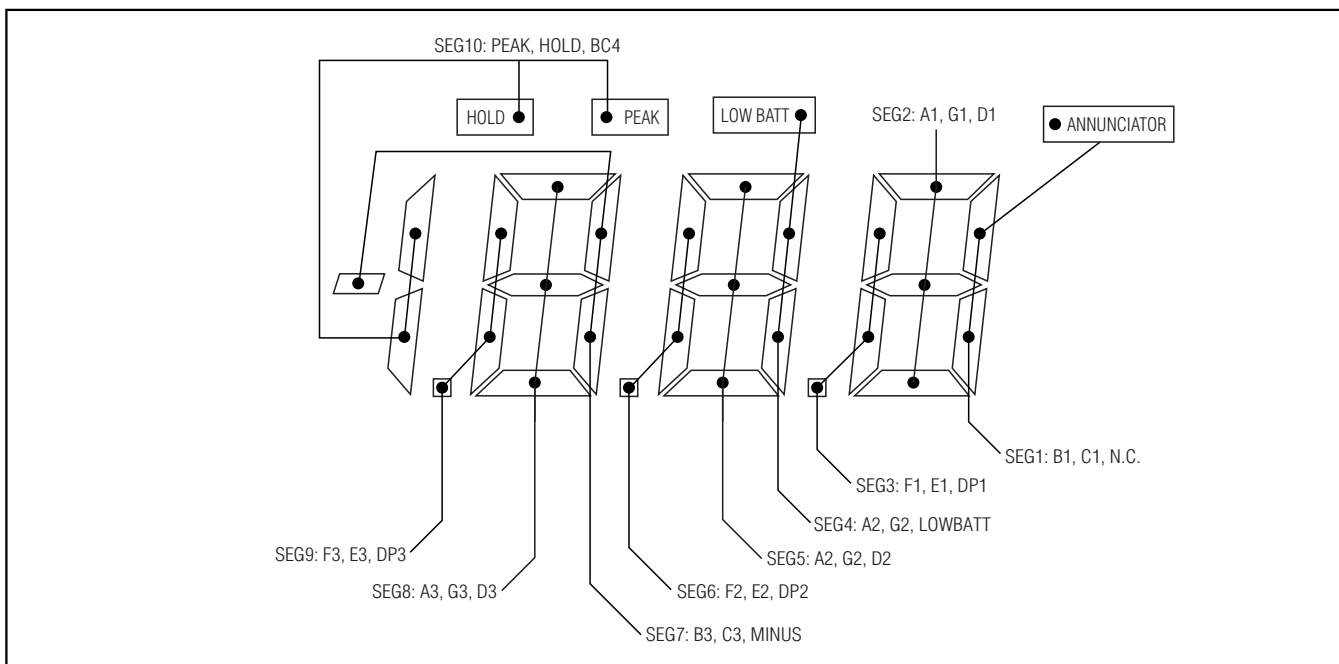 SEG10: PEAK, HOLD, BC4
HOLD
PEAK
LOW BATT
SEG2: A1, G1, D1
ANNUNCIATOR
SEG1: B1, C1, N.C.
SEG3: F1, E1, DP1
SEG4: A2, G2, LOWBATT
SEG9: F3, E3, DP3
SEG5: A2, G2, D2
SEG8: A3, G3, D3
SEG6: F2, E2, DP2
SEG7: B3, C3, MINUS